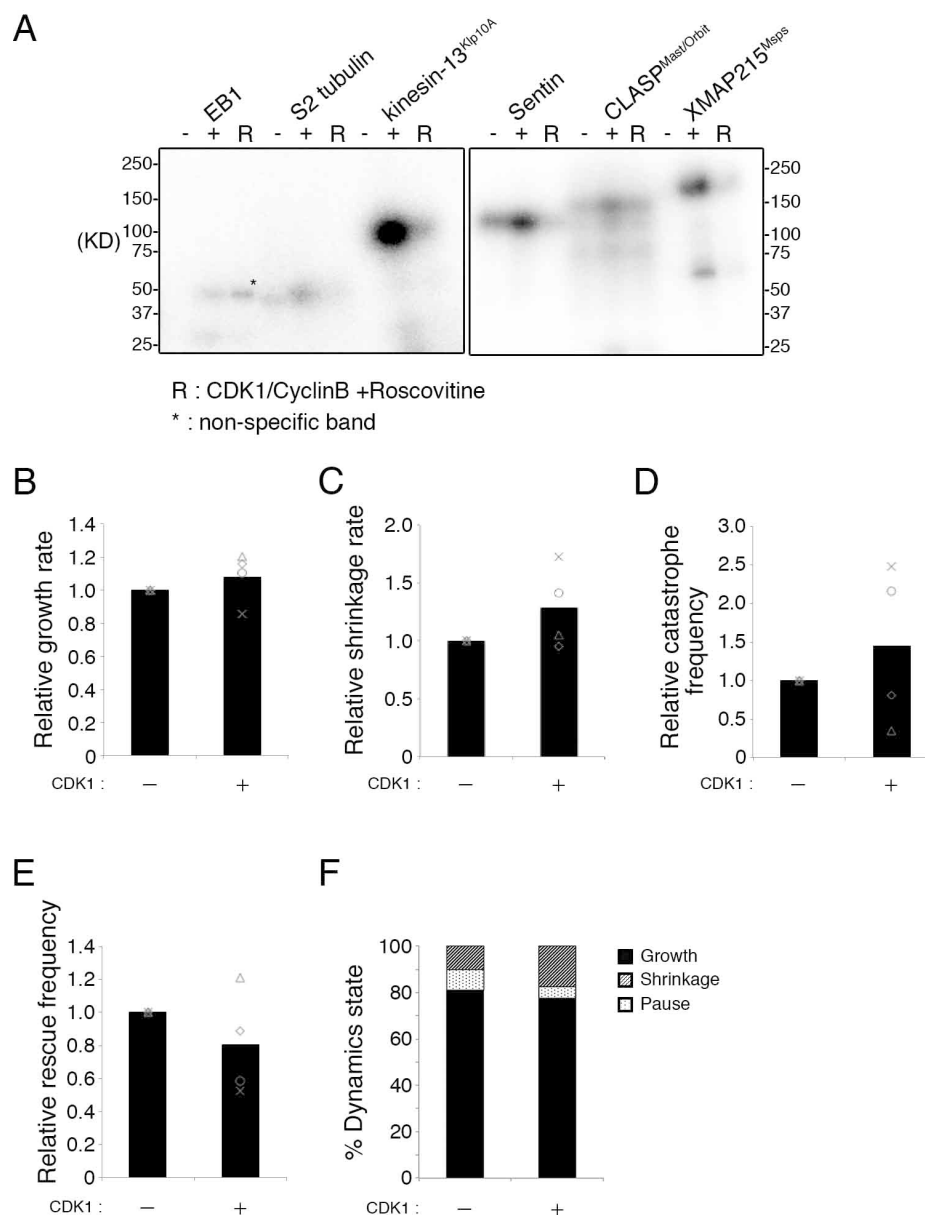 A
EB1 S2 tubulin kinesin-13Klp10A Sentin CLASPMast/Orbit XMAP215Msps
- + R - + R - + R - + R - + R - + R
250- -250
150- -150
(KD) 100- -100
75- -75
50- * -50
37- -37
25- -25
R : CDK1/CyclinB +Roscovitine
* : non-specific band
B
Relative growth rate
1.4
1.2
1.0
0.8
0.6
0.4
0.2
0
CDK1 : — +
C
Relative shrinkage rate
2.0
1.5
1.0
0.5
0
CDK1 : — +
D
Relative catastrophe
frequency
3.0
2.5
2.0
1.5
1.0
0.5
0
CDK1 : — +
E
Relative rescue frequency
1.4
1.2
1.0
0.8
0.6
0.4
0.2
0
CDK1 : — +
F
% Dynamics state
100
80
60
40
20
0
CDK1 : — +
Growth
Shrinkage
Pause